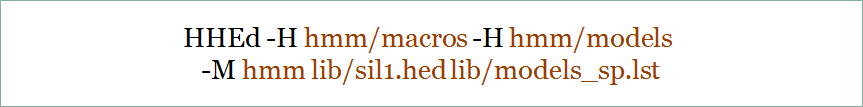 HHEd -H hmm/macros -H hmm/models
-M hmm lib/sil1.hed lib/models_sp.lst